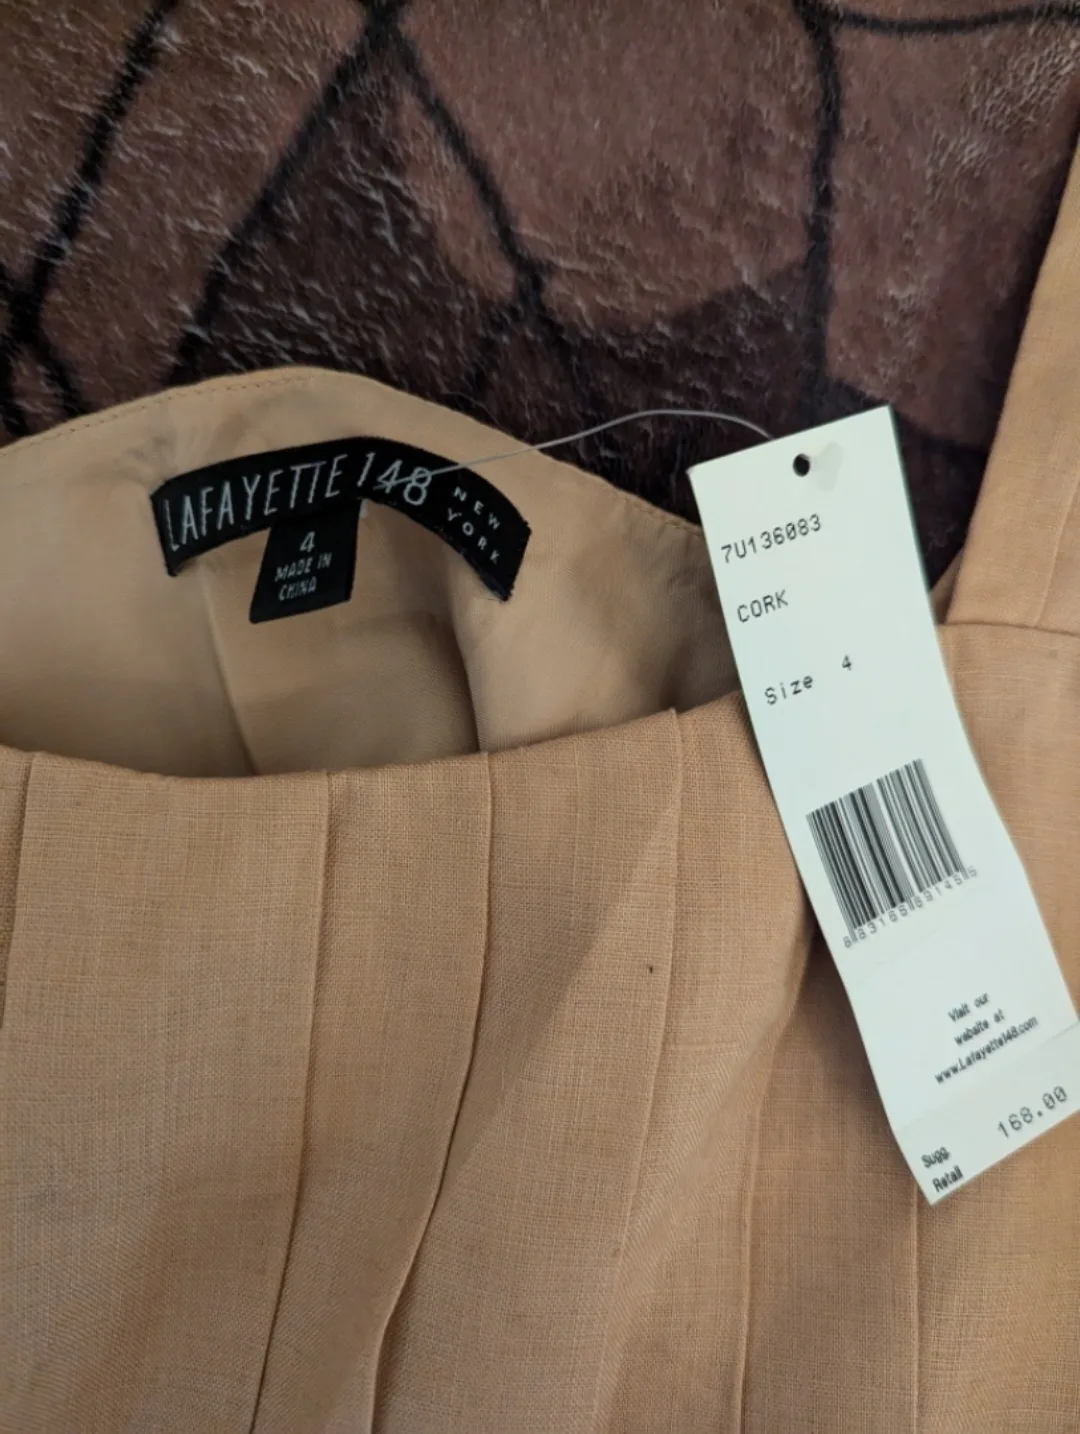 LAFAYETTE 148
NEW
YORK
4
MADE IN
CHINA
7U136083
CORK
Size 4
Visit our
website at
www.Lafayette148.com
Sugg.
Retail
168.00